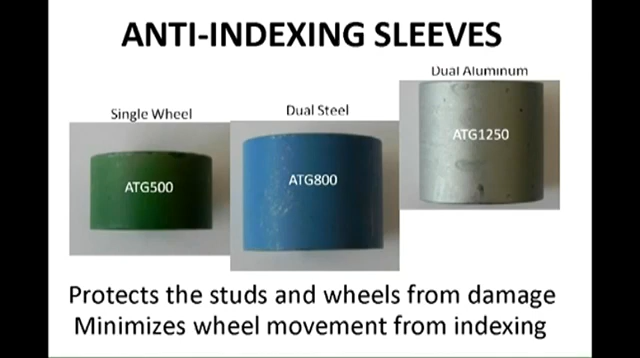 ANTI-INDEXING SLEEVES
Single Wheel
Dual Steel
Dual Aluminum
ATG500
ATG800
ATG1250
Protects the studs and wheels from damage
Minimizes wheel movement from indexing